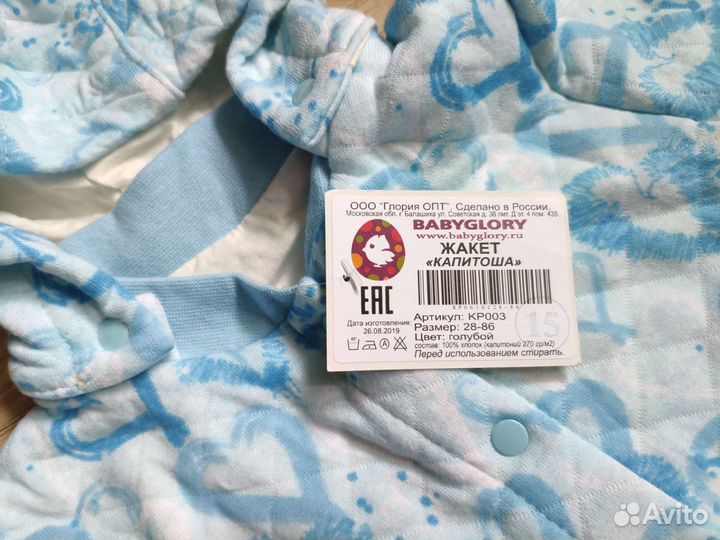 ООО "Глория ОПТ", Сделано в России.
Московская обл. г. Балашиха ул. Советская д. 36 лит. Д эт. 4 пом. 435
BABYGLORY
www.babyglory.ru
ЖАКЕТ
«КАПИТОША»
EAC
Дата изготовления:
26.08.2019
Артикул: KP003
Размер: 28-86
Цвет: голубой
состав: 100% хлопок (капитоний 270 гр/м2)
Перед использованием стирать.
15
40°
Avito